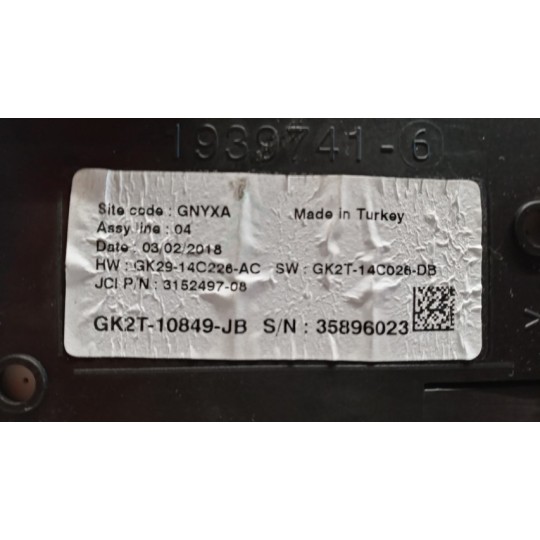 1939741-6
Site code : GNYXA Made in Turkey
Assy line : 04
Date : 03/02/2018
HW : GK29-14C226-AC SW : GK2T-14C026-DB
JCI P/N : 3152497-08
GK2T-10849-JB S/N : 35896023
V